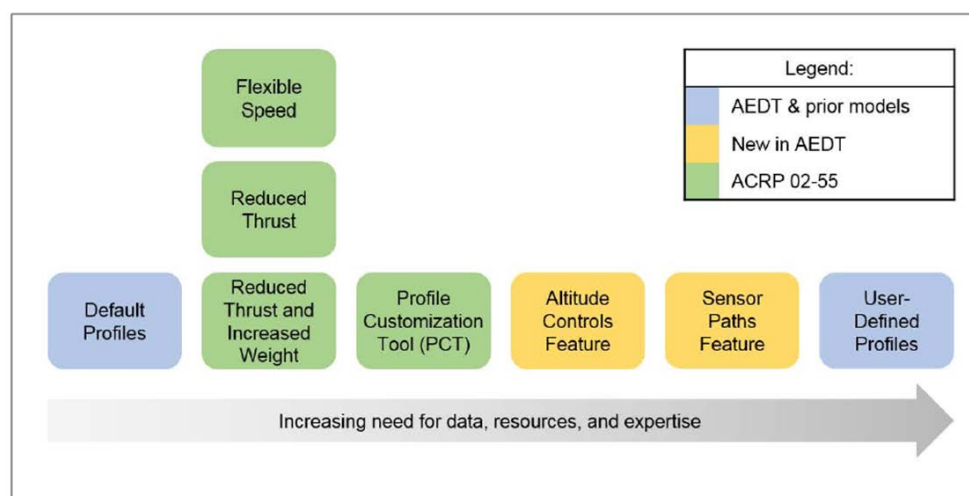 Flexible
Speed
Legend:
AEDT & prior models
New in AEDT
ACRP 02-55
Reduced
Thrust
Default
Profiles
Reduced
Thrust and
Increased
Weight
Profile
Customization
Tool (PCT)
Altitude
Controls
Feature
Sensor
Paths
Feature
User-
Defined
Profiles
Increasing need for data, resources, and expertise